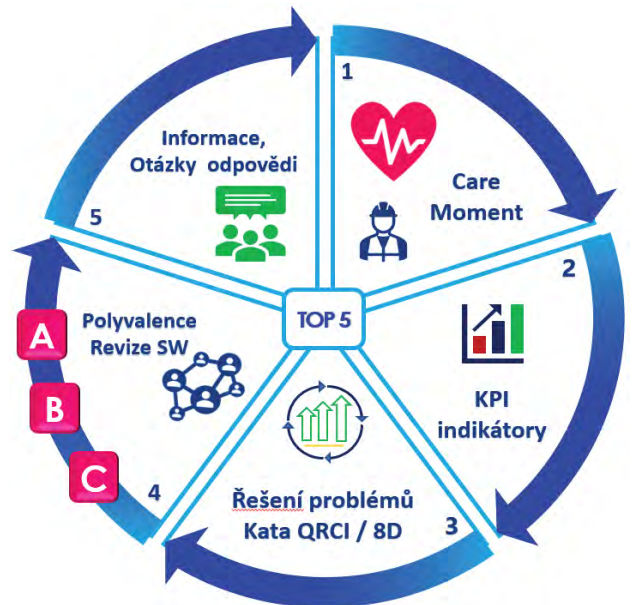 1
Care
Moment
2
KPI
indikátory
3
Řešení problémů
Kata QRCI / 8D
4
Polyvalence
Revize SW
A
B
C
5
Informace,
Otázky odpovědi
TOP 5